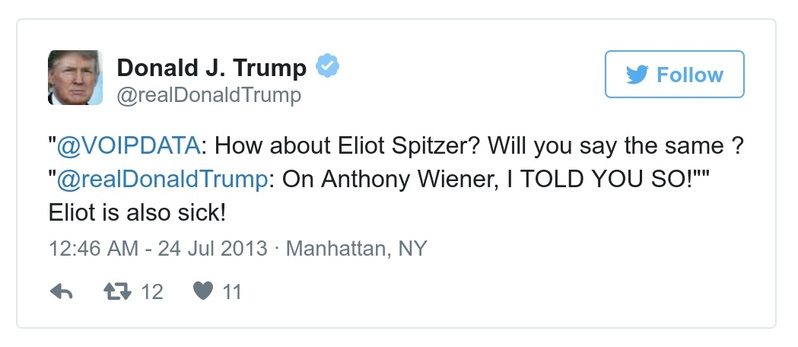 Donald J. Trump
@realDonaldTrump
Follow
"@VOIPDATA: How about Eliot Spitzer? Will you say the same ?
"@realDonaldTrump: On Anthony Wiener, I TOLD YOU SO!""
Eliot is also sick!
12:46 AM - 24 Jul 2013 · Manhattan, NY
12 11